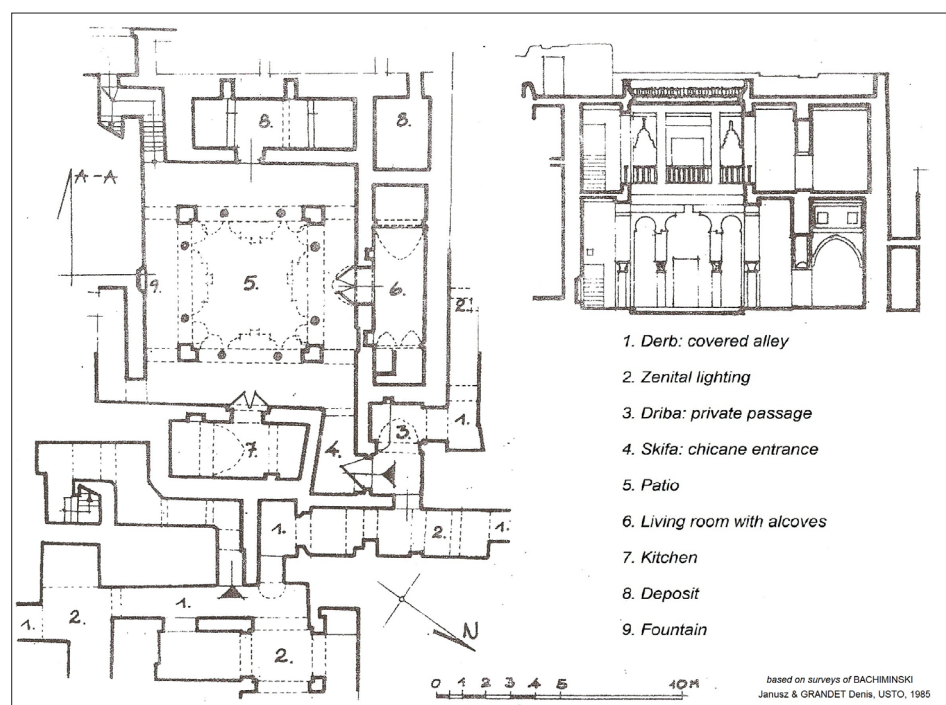 8.
8.
A-A
5.
9.
6.
2.
7.
4.
3.
1.
1.
2.
1.
1.
2.
1.
2.
N
0 1 2 3 4 5 10M
1. Derb: covered alley
2. Zenital lighting
3. Driba: private passage
4. Skifa: chicane entrance
5. Patio
6. Living room with alcoves
7. Kitchen
8. Deposit
9. Fountain
based on surveys of BACHIMINSKI
Janusz & GRANDET Denis, USTO, 1985